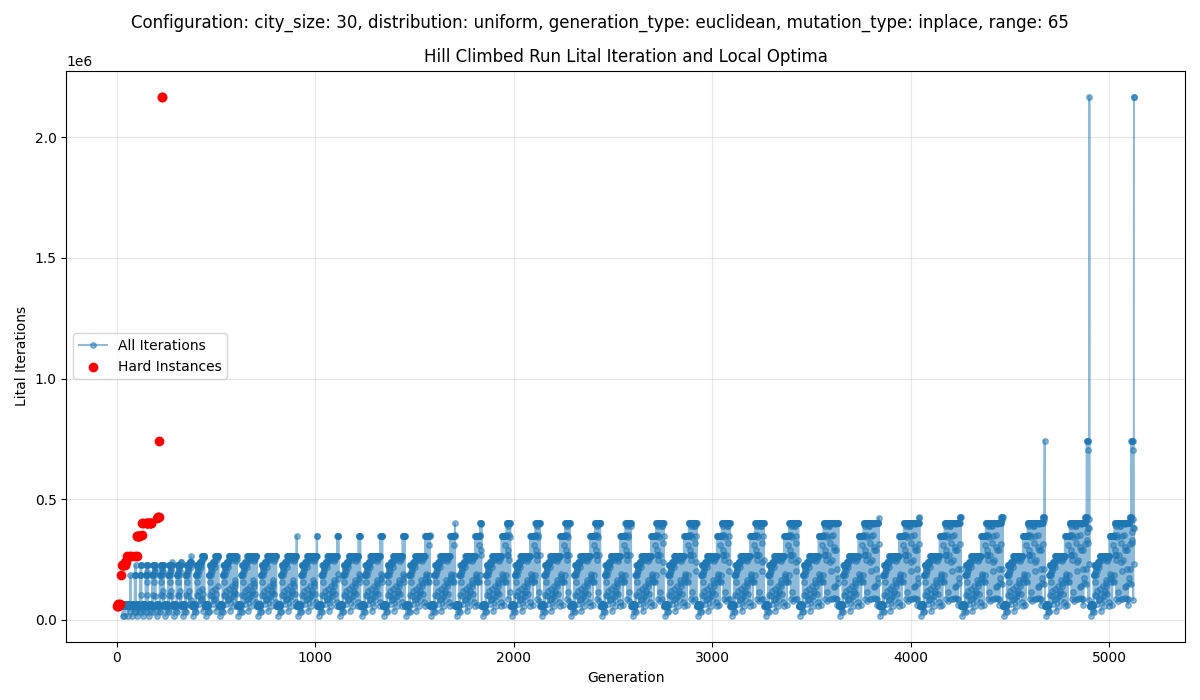 Configuration: city_size: 30, distribution: uniform, generation_type: euclidean, mutation_type: inplace, range: 65
Hill Climbed Run Lital Iteration and Local Optima
1e6
2.0
1.5
1.0
0.5
0.0
Lital Iterations
All Iterations
Hard Instances
0 1000 2000 3000 4000 5000
Generation